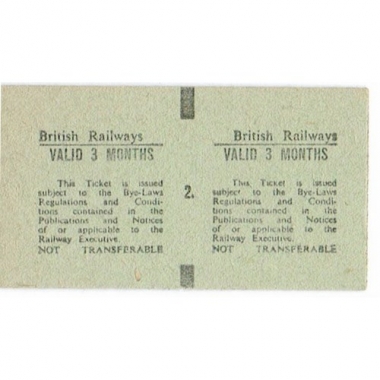 British Railways
VALID 3 MONTHS
This Ticket is issued
subject to the Bye-Laws
Regulations and Condi-
tions contained in the
Publications and Notices
of or applicable to the
Railway Executive.
NOT TRANSFERABLE
2.
British Railways
VALID 3 MONTHS
This Ticket is issued
subject to the Bye-Laws
Regulations and Condi-
tions contained in the
Publications and Notices
of or applicable to the
Railway Executive.
NOT TRANSFERABLE